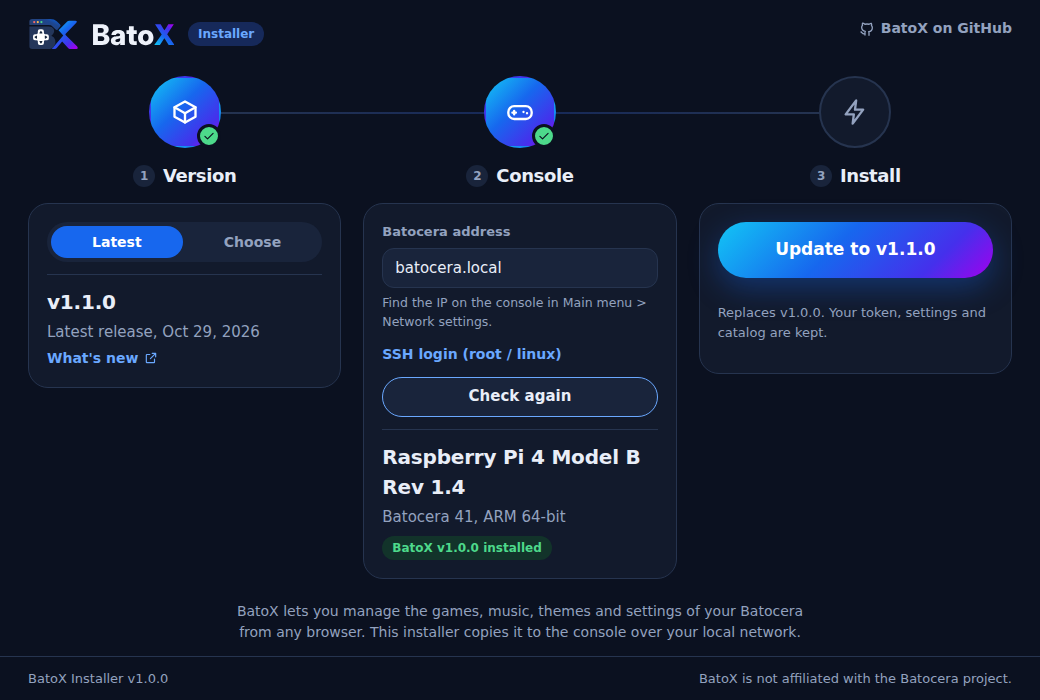 BatoX
Installer
BatoX on GitHub
1 Version
2 Console
3 Install
Latest
Choose
v1.1.0
Latest release, Oct 29, 2026
What's new
Batocera address
batocera.local
Find the IP on the console in Main menu >
Network settings.
SSH login (root / linux)
Check again
Raspberry Pi 4 Model B
Rev 1.4
Batocera 41, ARM 64-bit
BatoX v1.0.0 installed
Update to v1.1.0
Replaces v1.0.0. Your token, settings and
catalog are kept.
BatoX lets you manage the games, music, themes and settings of your Batocera
from any browser. This installer copies it to the console over your local network.
BatoX Installer v1.0.0
BatoX is not affiliated with the Batocera project.